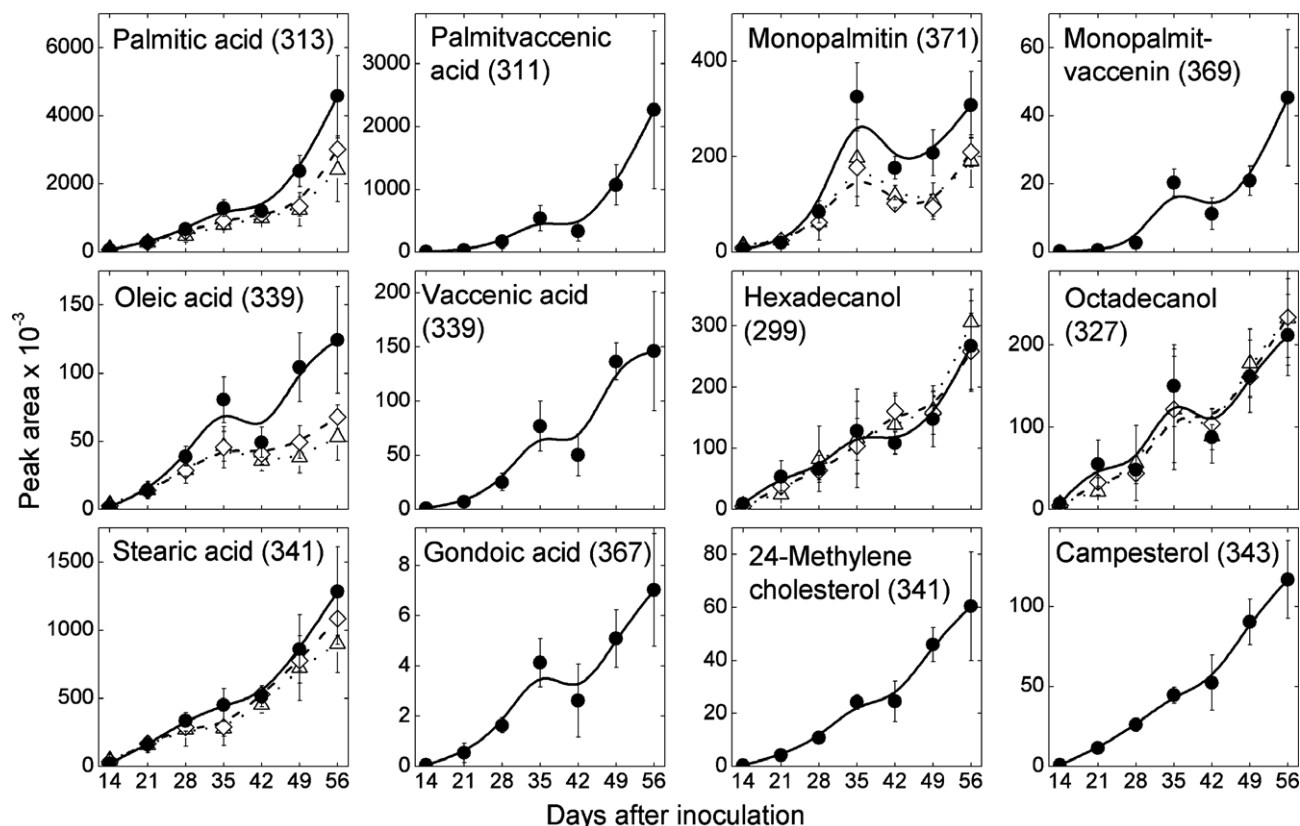 Peak area x 10⁻³
Palmitic acid (313)
6000
4000
2000
0
Palmitvaccenic
acid (311)
3000
2000
1000
0
Monopalmitin (371)
400
200
0
Monopalmit-
vaccenin (369)
60
40
20
0
Oleic acid (339)
150
100
50
0
Vaccenic acid
(339)
200
150
100
50
0
Hexadecanol
(299)
300
200
100
0
Octadecanol
(327)
200
100
0
Stearic acid (341)
1500
1000
500
0
14 21 28 35 42 49 56
Gondoic acid (367)
8
6
4
2
0
14 21 28 35 42 49 56
24-Methylene
cholesterol (341)
80
60
40
20
0
14 21 28 35 42 49 56
Campesterol (343)
100
50
0
14 21 28 35 42 49 56
Days after inoculation